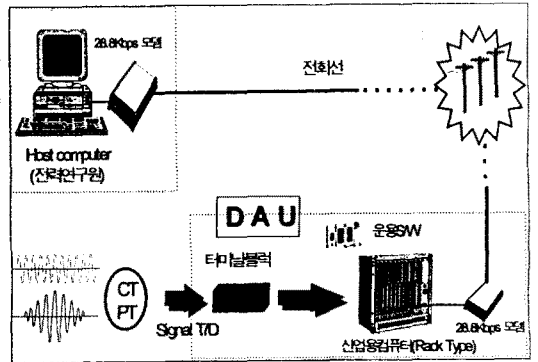 28.8Kbps 모뎀
전화선
Host computer
(전력연구원)
DAU
운용S/W
터미널블럭
CT
PT
Signal T/D
산업용컴퓨터(Rack Type)
28.8Kbps 모뎀